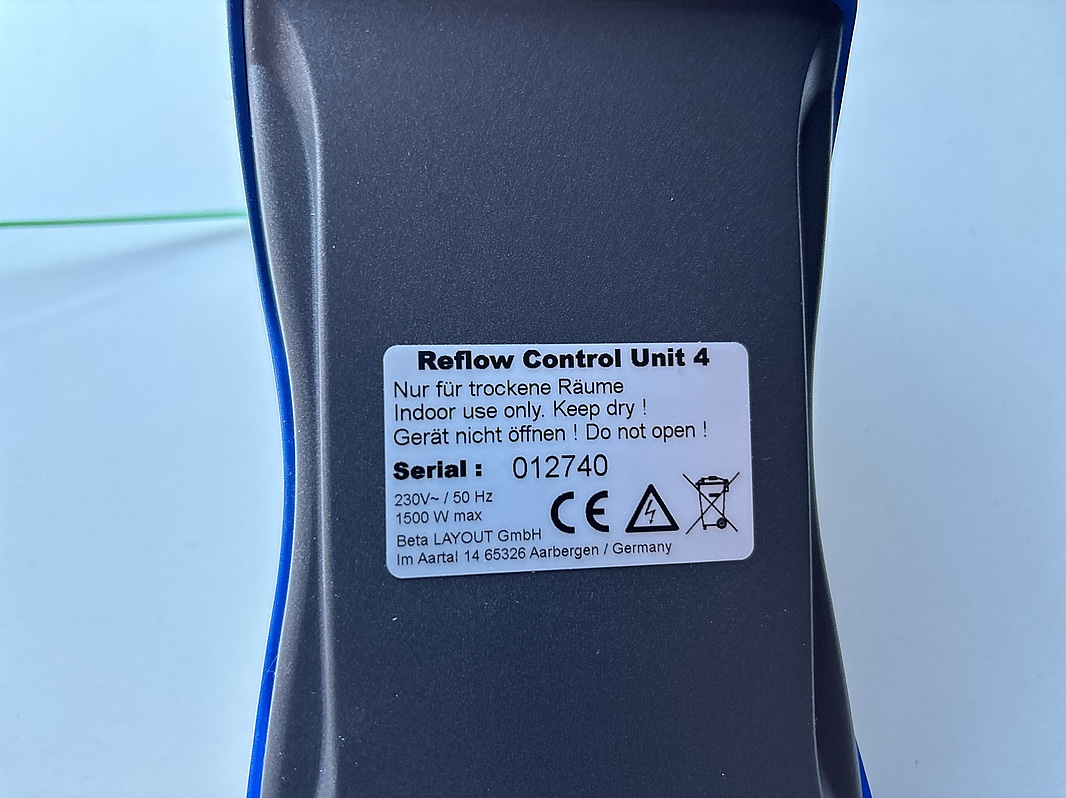 Reflow Control Unit 4
Nur für trockene Räume
Indoor use only. Keep dry !
Gerät nicht öffnen ! Do not open !
Serial : 012740
230V~ / 50 Hz
1500 W max
CE
Beta LAYOUT GmbH
Im Aartal 14 65326 Aarbergen / Germany